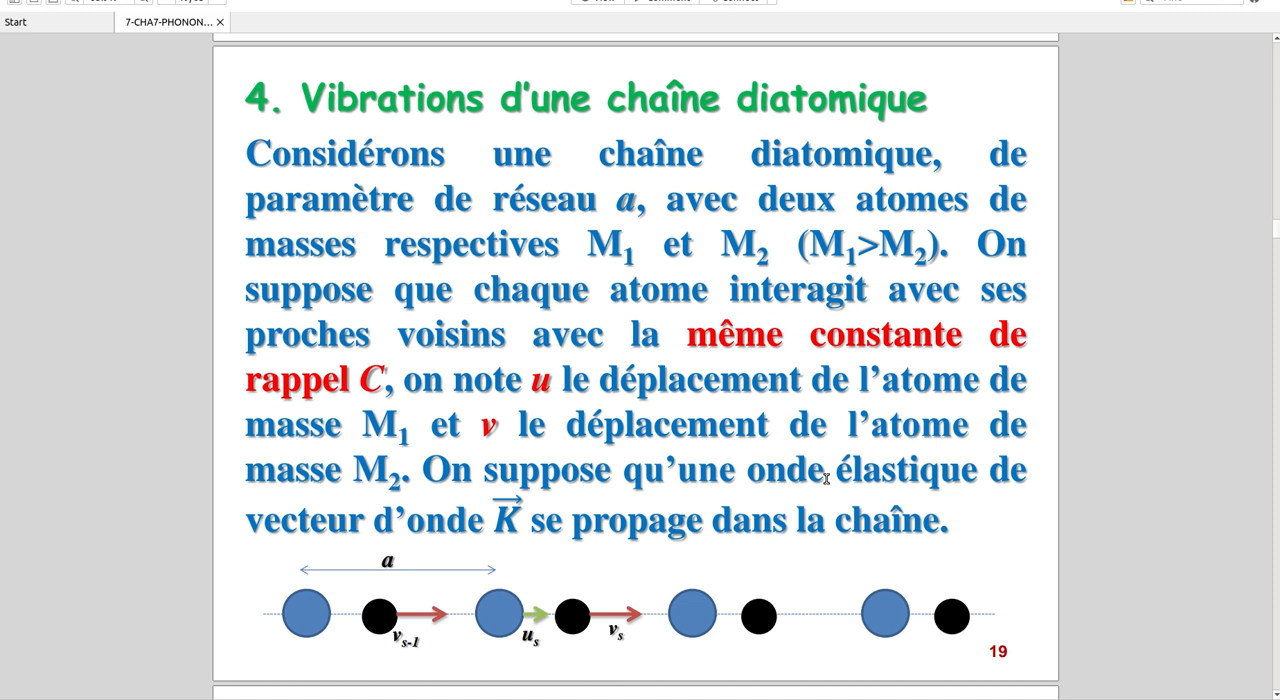 Start
7-CHA7-PHONON...
4. Vibrations d'une chaîne diatomique
Considérons une chaîne diatomique, de
paramètre de réseau a, avec deux atomes de
masses respectives M1 et M2 (M1>M2). On
suppose que chaque atome interagit avec ses
proches voisins avec la même constante de
rappel C, on note u le déplacement de l'atome de
masse M1 et v le déplacement de l'atome de
masse M2. On suppose qu'une onde élastique de
vecteur d'onde K se propage dans la chaîne.
a
vs-1
us
vs
19